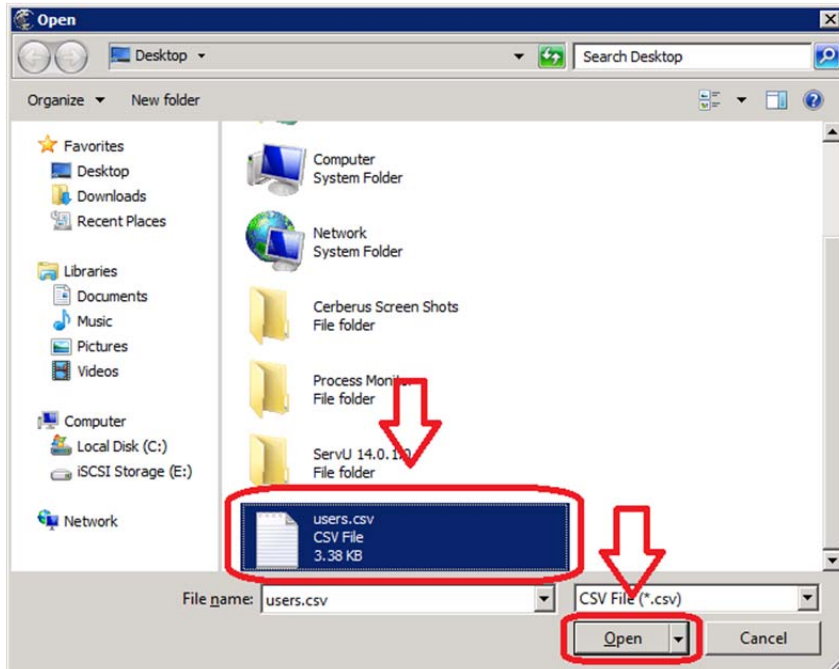 Open
Desktop
Search Desktop
Organize
New folder
Favorites
Desktop
Downloads
Recent Places
Libraries
Documents
Music
Pictures
Videos
Computer
Local Disk (C:)
iSCSI Storage (E:)
Network
Computer
System Folder
Network
System Folder
Cerberus Screen Shots
File folder
Process Monitor
File folder
ServU 14.0.1.0
File folder
users.csv
CSV File
3.38 KB
File name: users.csv
CSV File (*.csv)
Open
Cancel